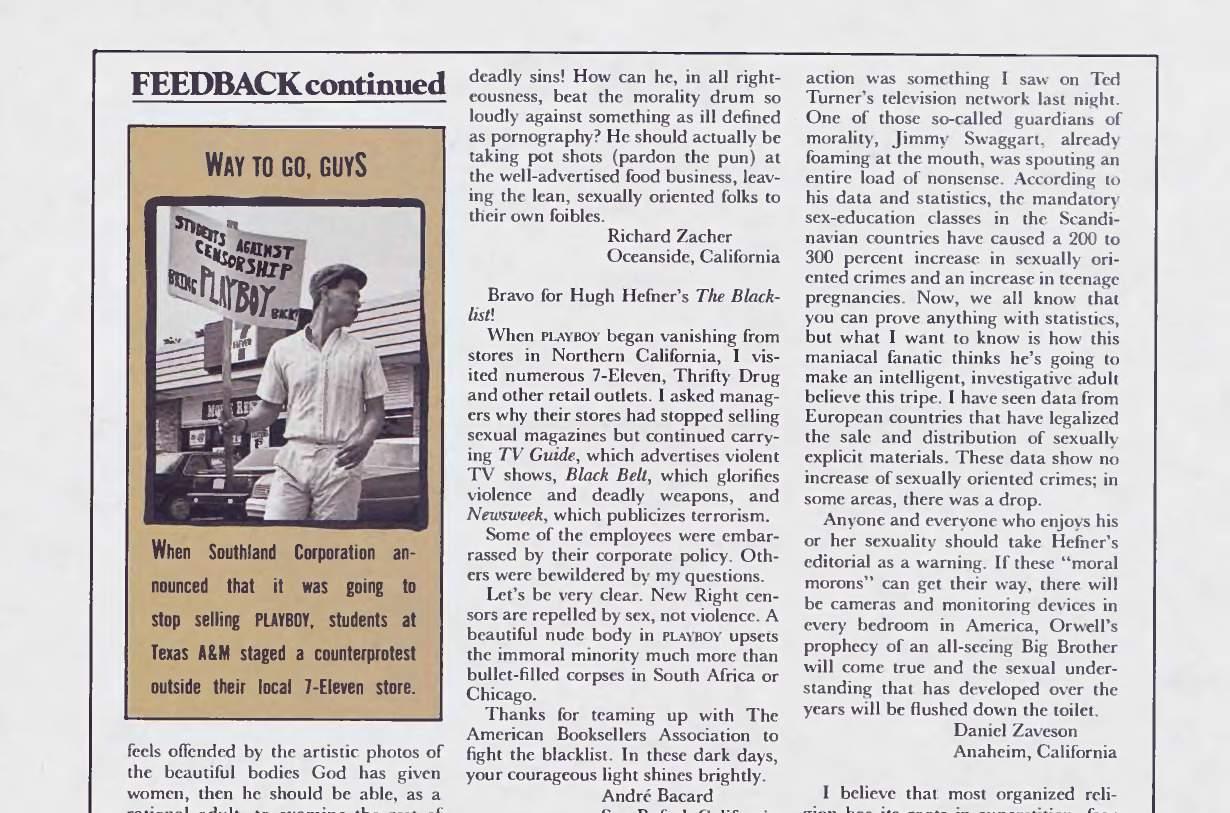 FEEDBACK continued
WAY TO GO, GUYS
STUDENTS AGAINST
CENSORSHIP
BRING PLAYBOY BACK!
When Southland Corporation an-
nounced that it was going to
stop selling PLAYBOY, students at
Texas A&M staged a counterprotest
outside their local 7-Eleven store.
feels offended by the artistic photos of
the beautiful bodies God has given
women, then he should be able, as a
deadly sins! How can he, in all right-
eousness, beat the morality drum so
loudly against something as ill defined
as pornography? He should actually be
taking pot shots (pardon the pun) at
the well-advertised food business, leav-
ing the lean, sexually oriented folks to
their own foibles.
Richard Zacher
Oceanside, California
Bravo for Hugh Hefner's The Black-
list!
When PLAYBOY began vanishing from
stores in Northern California, I vis-
ited numerous 7-Eleven, Thrifty Drug
and other retail outlets. I asked manag-
ers why their stores had stopped selling
sexual magazines but continued carry-
ing TV Guide, which advertises violent
TV shows, Black Belt, which glorifies
violence and deadly weapons, and
Newsweek, which publicizes terrorism.
Some of the employees were embar-
rassed by their corporate policy. Oth-
ers were bewildered by my questions.
Let's be very clear. New Right cen-
sors are repelled by sex, not violence. A
beautiful nude body in PLAYBOY upsets
the immoral minority much more than
bullet-filled corpses in South Africa or
Chicago.
Thanks for teaming up with The
American Booksellers Association to
fight the blacklist. In these dark days,
your courageous light shines brightly.
André Bacard
action was something I saw on Ted
Turner's television network last night.
One of those so-called guardians of
morality, Jimmy Swaggart, already
foaming at the mouth, was spouting an
entire load of nonsense. According to
his data and statistics, the mandatory
sex-education classes in the Scandi-
navian countries have caused a 200 to
300 percent increase in sexually ori-
ented crimes and an increase in teenage
pregnancies. Now, we all know that
you can prove anything with statistics,
but what I want to know is how this
maniacal fanatic thinks he's going to
make an intelligent, investigative adult
believe this tripe. I have seen data from
European countries that have legalized
the sale and distribution of sexually
explicit materials. These data show no
increase of sexually oriented crimes; in
some areas, there was a drop.
Anyone and everyone who enjoys his
or her sexuality should take Hefner's
editorial as a warning. If these "moral
morons" can get their way, there will
be cameras and monitoring devices in
every bedroom in America, Orwell's
prophecy of an all-seeing Big Brother
will come true and the sexual under-
standing that has developed over the
years will be flushed down the toilet.
Daniel Zaveson
Anaheim, California
I believe that most organized reli-